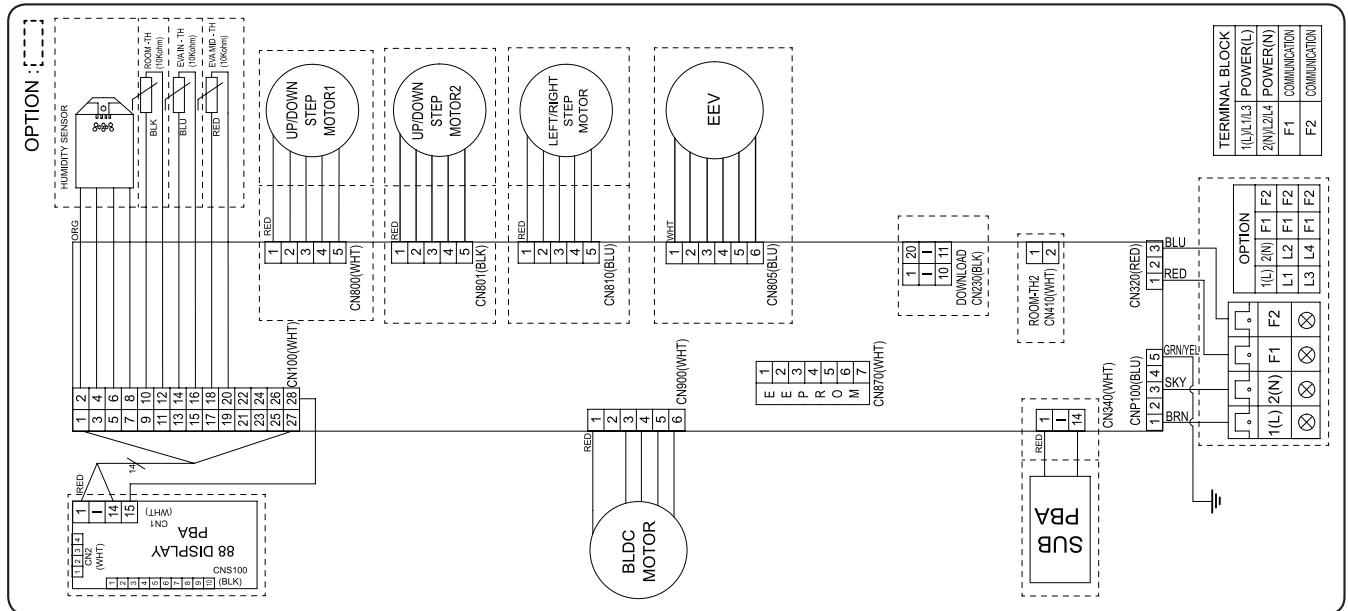 OPTION :
HUMIDITY SENSOR
ROOM -TH
(10Kohm)
EVA IN - TH
(10Kohm)
EVA MID - TH
(10Kohm)
BLK
BLU
RED
ORG
UP/DOWN
STEP
MOTOR1
UP/DOWN
STEP
MOTOR2
LEFT/RIGHT
STEP
MOTOR
EEV
RED
1 2 3 4 5
CN800(WHT)
RED
1 2 3 4 5
CN801(BLK)
RED
1 2 3 4 5
CN810(BLU)
WHT
1 2 3 4 5 6
CN805(BLU)
1 20
I I
10 11
DOWNLOAD
CN230(BLK)
1 2
ROOM-TH2
CN410(WHT)
TERMINAL BLOCK
1(L)/L1/L3 POWER(L)
2(N)/L2/L4 POWER(N)
F1 COMMUNICATION
F2 COMMUNICATION
1 2
3 4
5 6
7 8
9 10
11 12
13 14
15 16
17 18
19 20
21 22
23 24
25 26
27 28
CN100(WHT)
RED
14
1 I 14 15
CN1
(WHT)
88 DISPLAY
PBA
1 2 3 4
CN2
(WHT)
CNS100
(BLK)
1 2 3 4 5 6 7 8 9 10
RED
1 2 3 4 5 6
CN900(WHT)
BLDC
MOTOR
E 1
E 2
P 3
R 4
O 5
M 6
7
CN870(WHT)
RED
1 I 14
CN340(WHT)
SUB
PBA
CN320(RED)
1 2 3
BLU
RED
CNP100(BLU)
1 2 3 4 5
GRN/YEL
SKY
BRN
1(L) 2(N) F1 F2
OPTION
1(L) 2(N) F1 F2
L1 L2 F1 F2
L3 L4 F1 F2